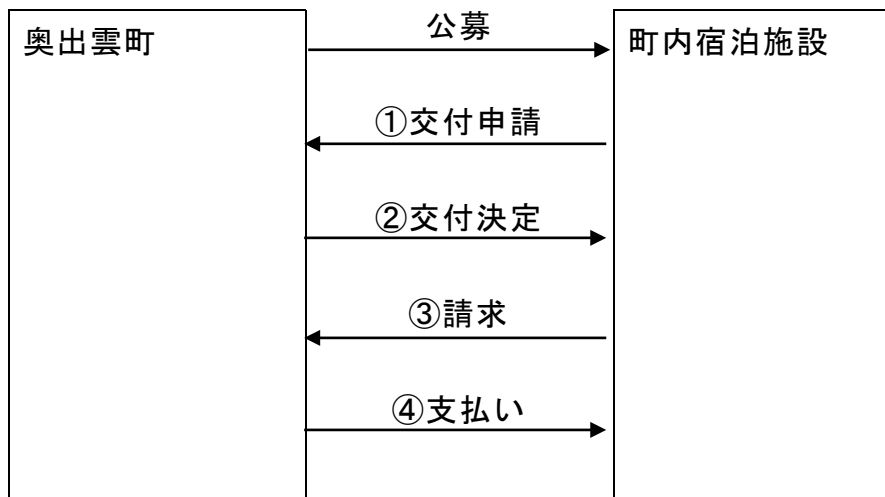 奥出雲町
公募
町内宿泊施設
①交付申請
②交付決定
③請求
④支払い